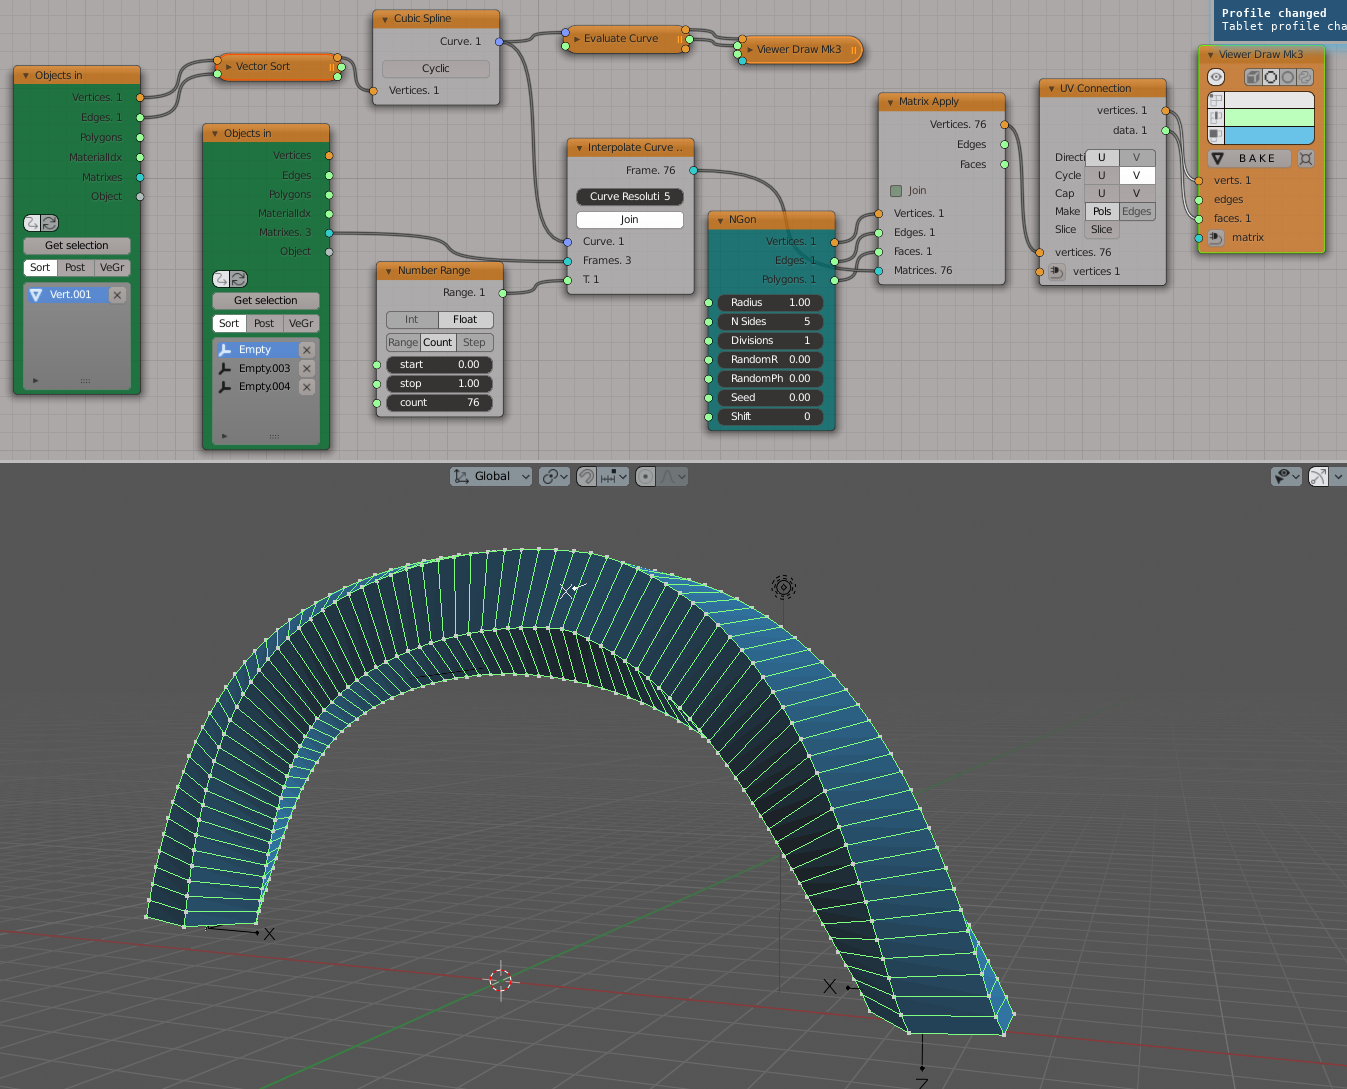 Profile changed
Tablet profile cha
Objects in
Vertices. 1
Edges. 1
Polygons
MaterialIdx
Matrixes
Object
Get selection
Sort Post VeGr
Vert.001
Vector Sort
Objects in
Vertices
Edges
Polygons
MaterialIdx
Matrixes. 3
Object
Get selection
Sort Post VeGr
Empty
Empty.003
Empty.004
Cubic Spline
Curve. 1
Cyclic
Vertices. 1
Number Range
Range. 1
Int Float
Range Count Step
start 0.00
stop 1.00
count 76
Evaluate Curve
Viewer Draw Mk3
Interpolate Curve ..
Frame. 76
Curve Resoluti 5
Join
Curve. 1
Frames. 3
T. 1
NGon
Vertices. 1
Edges. 1
Polygons. 1
Radius 1.00
N Sides 5
Divisions 1
RandomR 0.00
RandomPh 0.00
Seed 0.00
Shift 0
Matrix Apply
Vertices. 76
Edges
Faces
Join
Vertices. 1
Edges. 1
Faces. 1
Matrices. 76
UV Connection
vertices. 1
data. 1
Directi U V
Cycle U V
Cap U V
Make Pols Edges
Slice Slice
vertices. 76
vertices 1
Viewer Draw Mk3
BAKE
verts. 1
edges
faces. 1
matrix
Global
X
X
Z